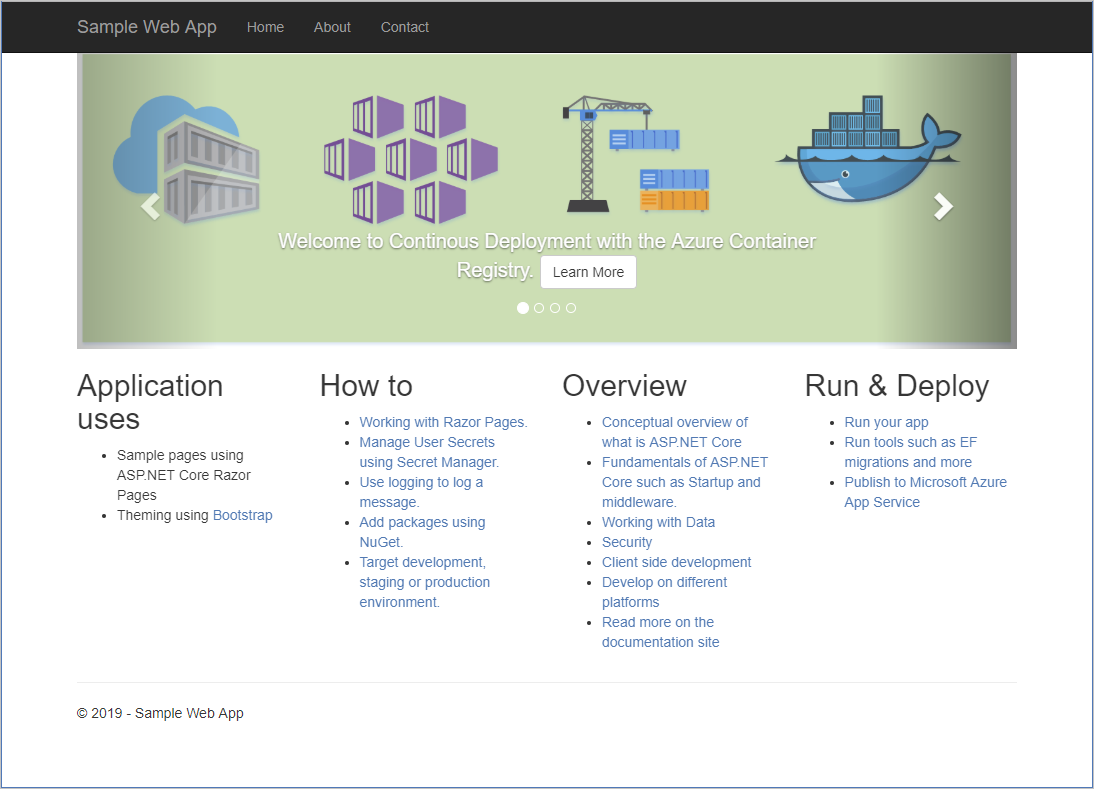 Sample Web App Home About Contact
Welcome to Continous Deployment with the Azure Container
Registry. Learn More
Application
uses
Sample pages using
ASP.NET Core Razor
Pages
Theming using Bootstrap
How to
Working with Razor Pages.
Manage User Secrets
using Secret Manager.
Use logging to log a
message.
Add packages using
NuGet.
Target development,
staging or production
environment.
Overview
Conceptual overview of
what is ASP.NET Core
Fundamentals of ASP.NET
Core such as Startup and
middleware.
Working with Data
Security
Client side development
Develop on different
platforms
Read more on the
documentation site
Run & Deploy
Run your app
Run tools such as EF
migrations and more
Publish to Microsoft Azure
App Service
© 2019 - Sample Web App